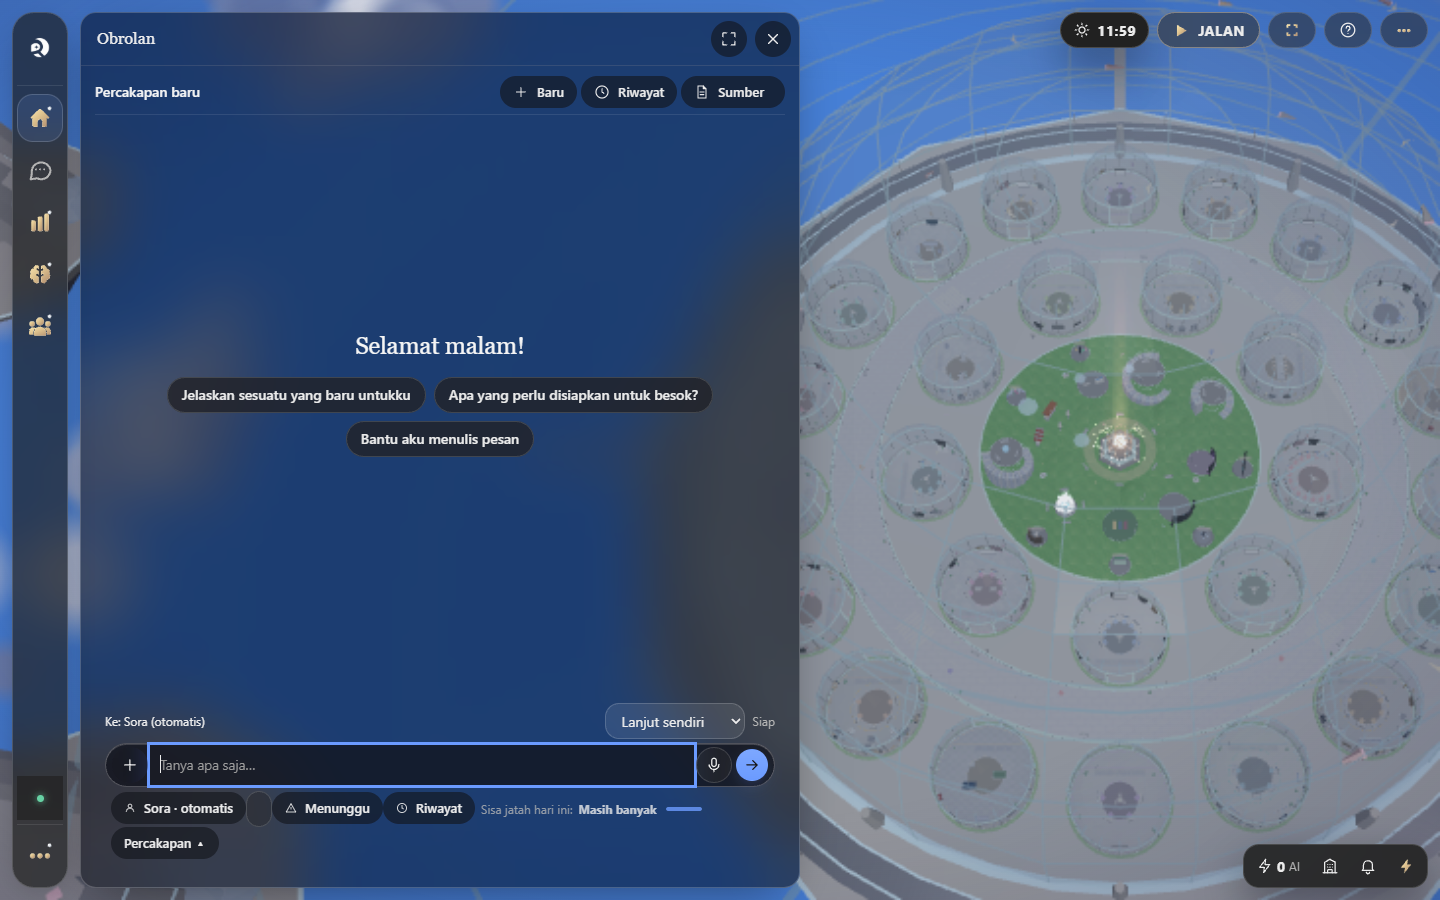 Obrolan
11:59
JALAN
Percakapan baru
Baru
Riwayat
Sumber
Selamat malam!
Jelaskan sesuatu yang baru untukku
Apa yang perlu disiapkan untuk besok?
Bantu aku menulis pesan
Ke: Sora (otomatis)
Lanjut sendiri
Siap
Tanya apa saja...
Sora · otomatis
Menunggu
Riwayat
Sisa jatah hari ini: Masih banyak
Percakapan
0 AI